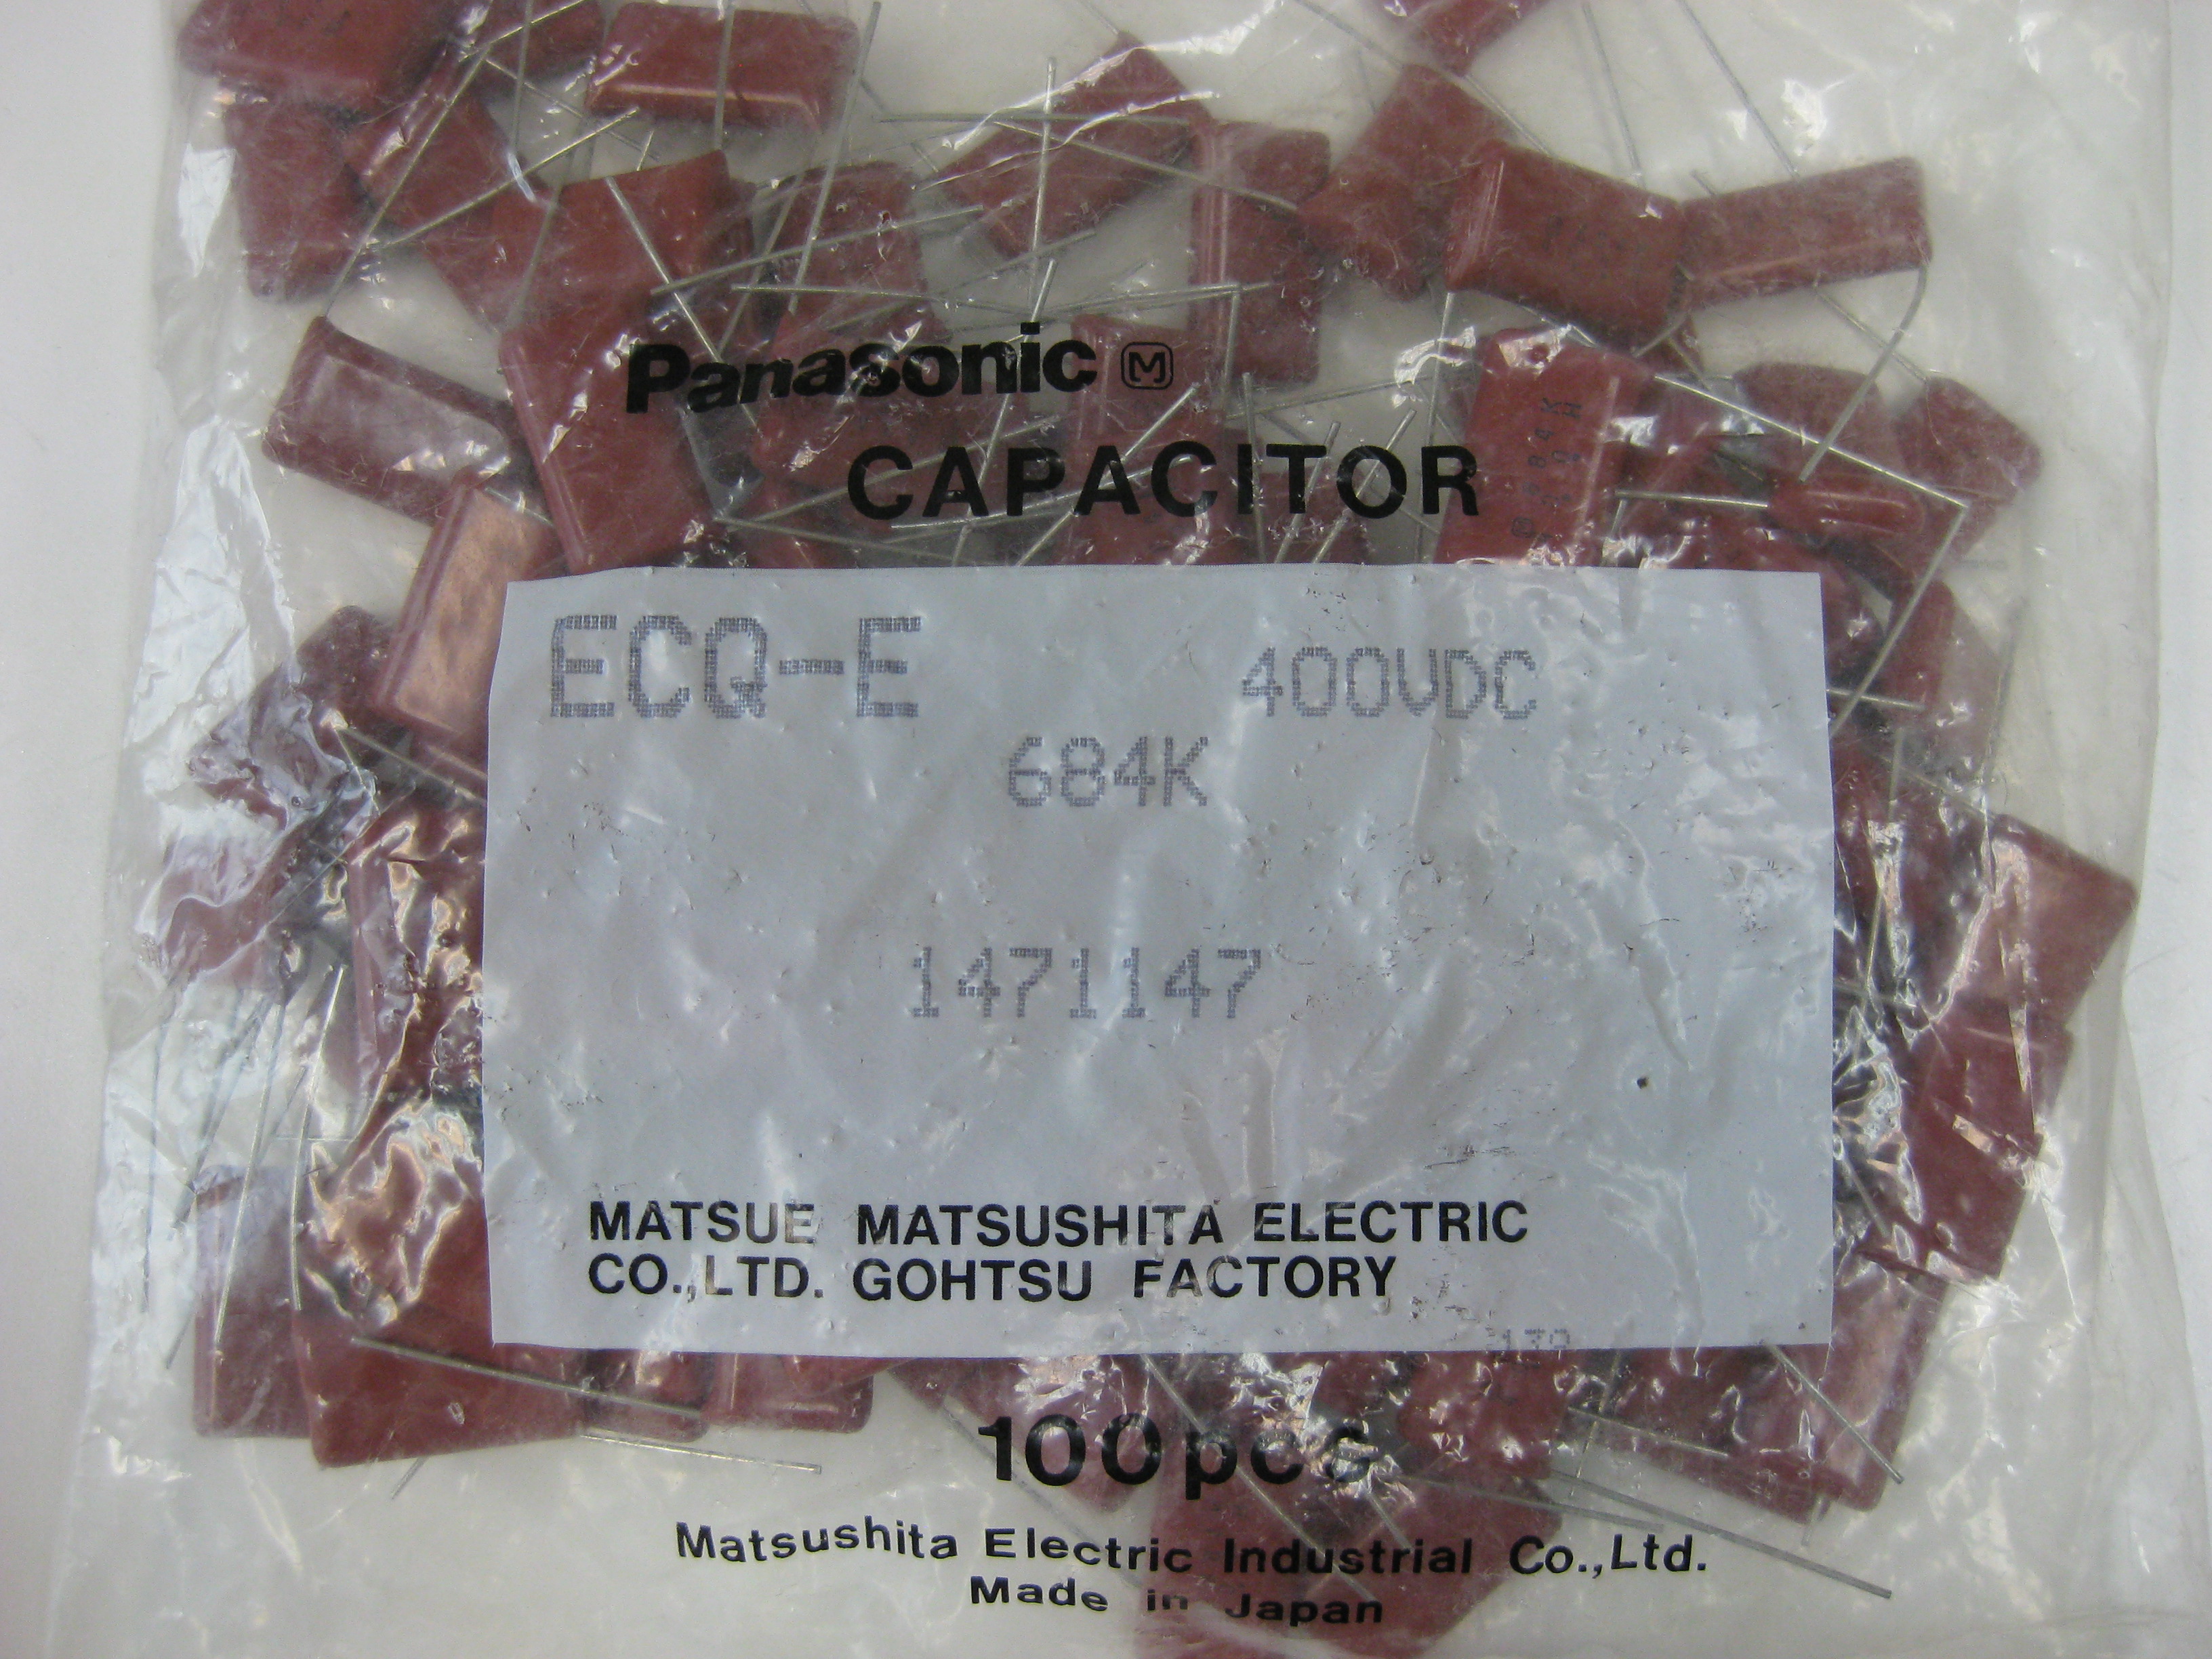 Panasonic M
CAPACITOR
ECQ-E 400VDC
684K
1471147
MATSUE MATSUSHITA ELECTRIC
CO.,LTD. GOHTSU FACTORY
100pcs
Matsushita Electric Industrial Co.,Ltd.
Made in Japan